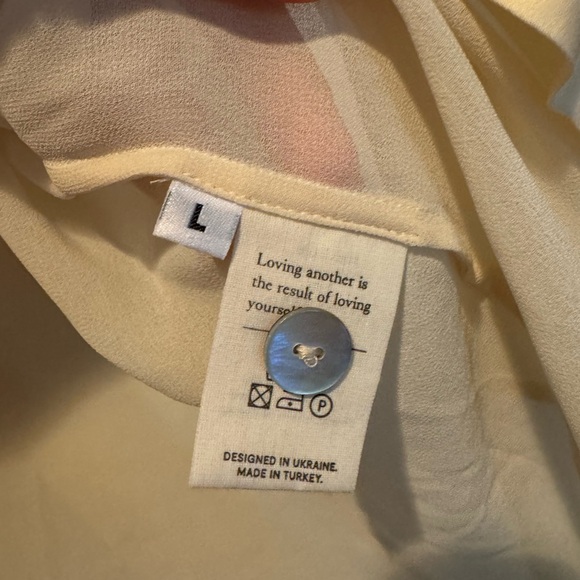 L
Loving another is
the result of loving
P
DESIGNED IN UKRAINE.
MADE IN TURKEY.